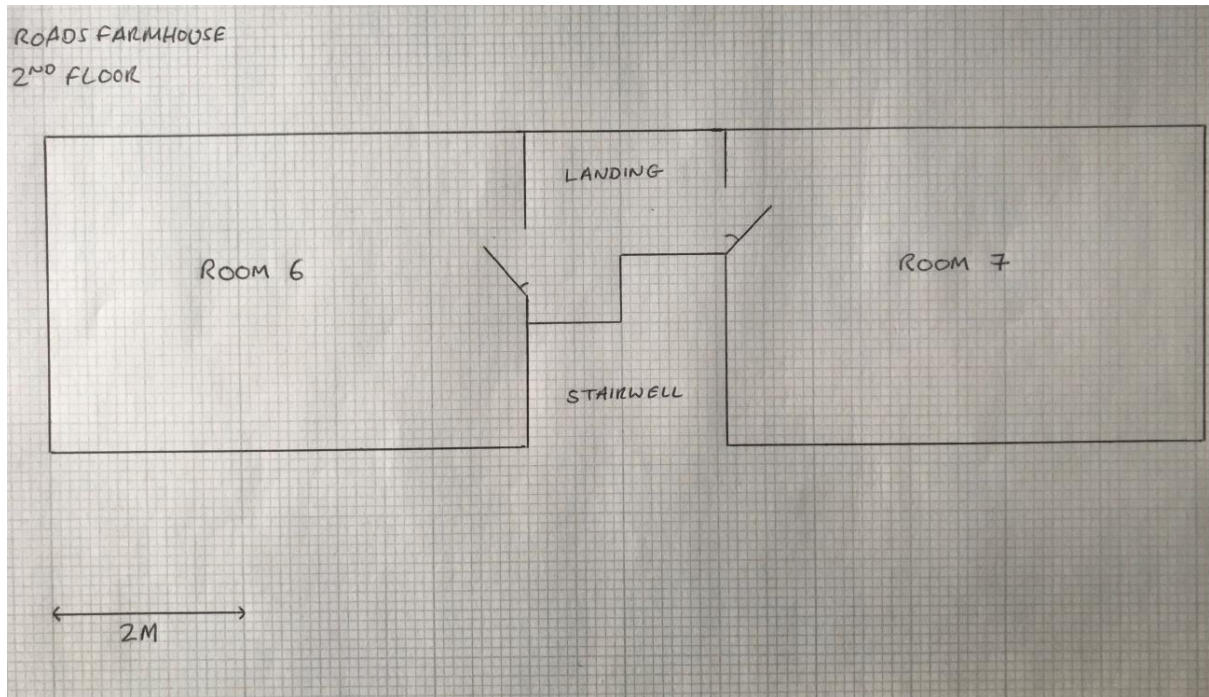 ROADS FARMHOUSE
2ND FLOOR
LANDING
ROOM 6
ROOM 7
STAIRWELL
2M